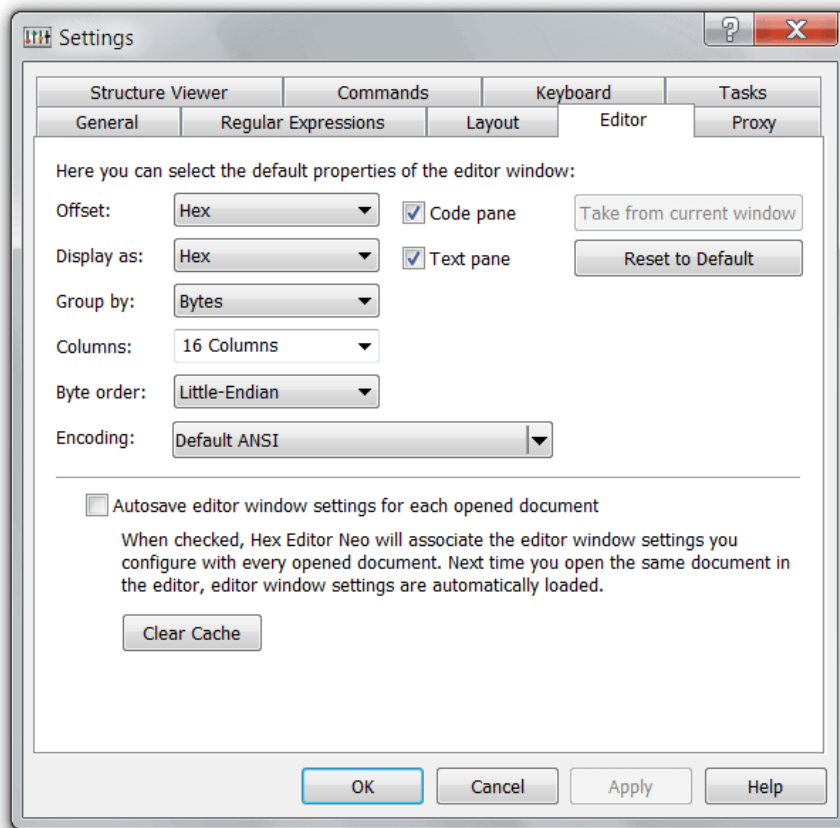 Settings
Structure Viewer Commands Keyboard Tasks
General Regular Expressions Layout Editor Proxy
Here you can select the default properties of the editor window:
Offset: Hex Code pane Take from current window
Display as: Hex Text pane Reset to Default
Group by: Bytes
Columns: 16 Columns
Byte order: Little-Endian
Encoding: Default ANSI
Autosave editor window settings for each opened document
When checked, Hex Editor Neo will associate the editor window settings you
configure with every opened document. Next time you open the same document in
the editor, editor window settings are automatically loaded.
Clear Cache
OK Cancel Apply Help